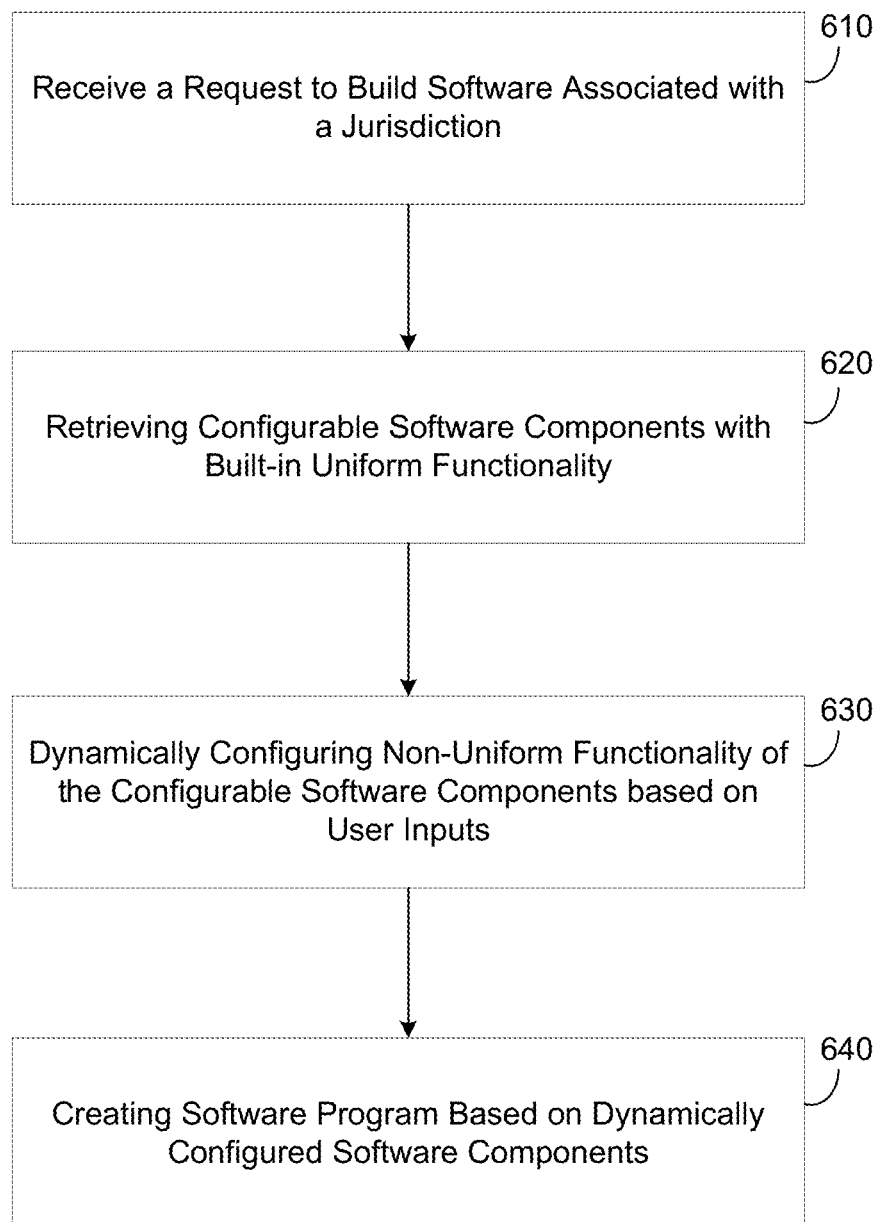 610
Receive a Request to Build Software Associated with
a Jurisdiction
620
Retrieving Configurable Software Components with
Built-in Uniform Functionality
630
Dynamically Configuring Non-Uniform Functionality of
the Configurable Software Components based on
User Inputs
640
Creating Software Program Based on Dynamically
Configured Software Components